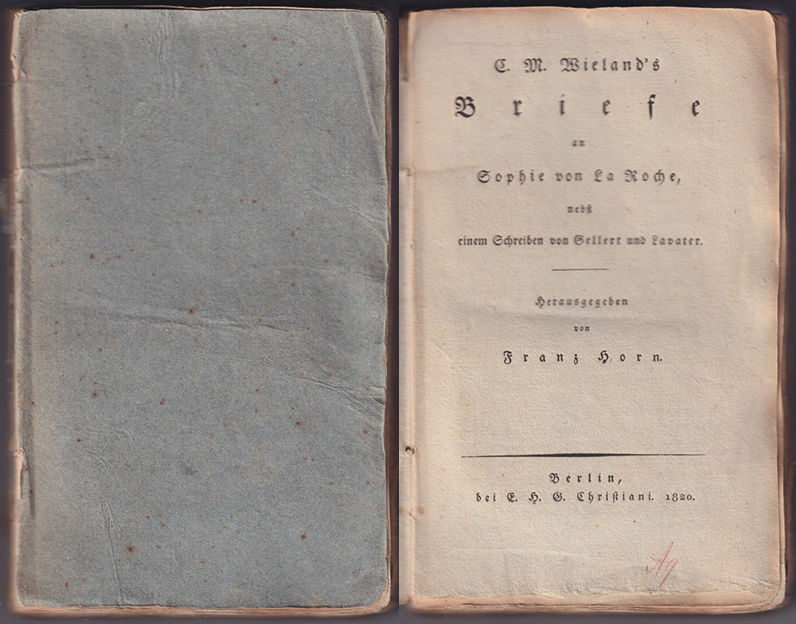 C. M. Wieland's
Briefe
an
Sophie von La Roche,
nebst
einem Schreiben von Gellert und Lavater.
Herausgegeben
von
Franz Horn.
Berlin,
bei E. H. G. Christiani. 1820.